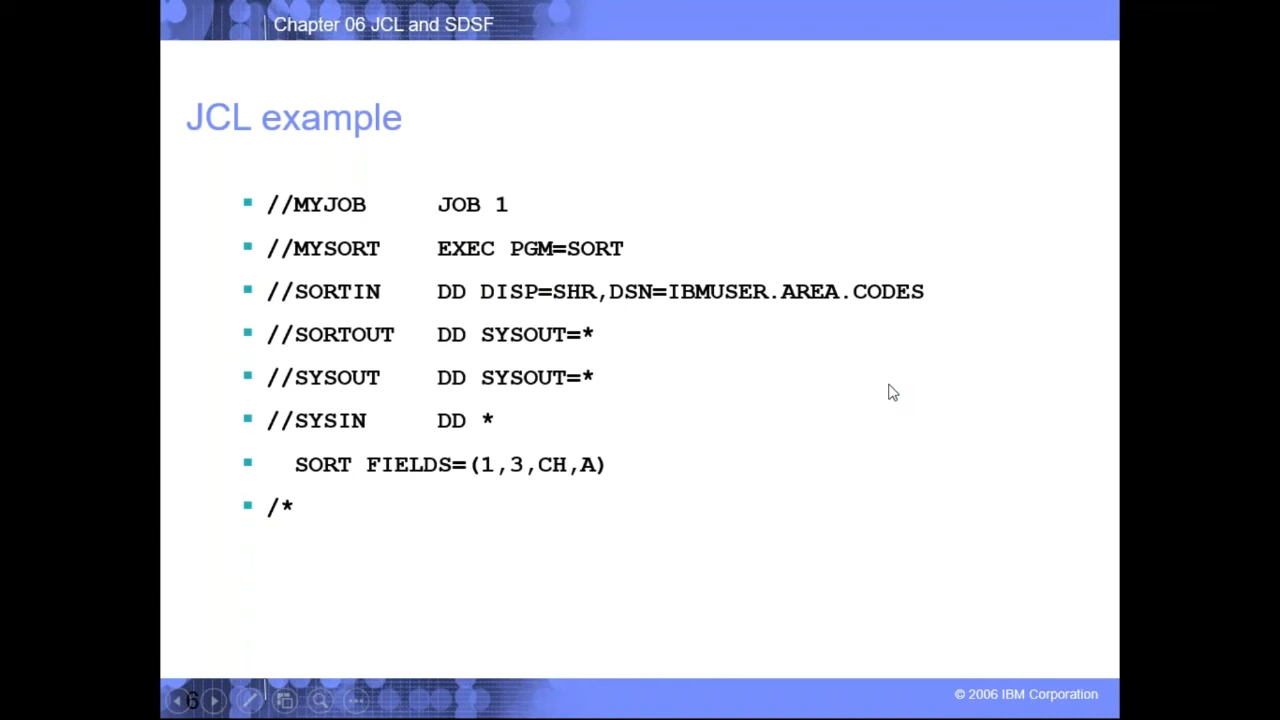 Chapter 06 JCL and SDSF
JCL example
//MYJOB JOB 1
//MYSORT EXEC PGM=SORT
//SORTIN DD DISP=SHR,DSN=IBMUSER.AREA.CODES
//SORTOUT DD SYSOUT=*
//SYSOUT DD SYSOUT=*
//SYSIN DD *
SORT FIELDS=(1,3,CH,A)
/*
6
© 2006 IBM Corporation